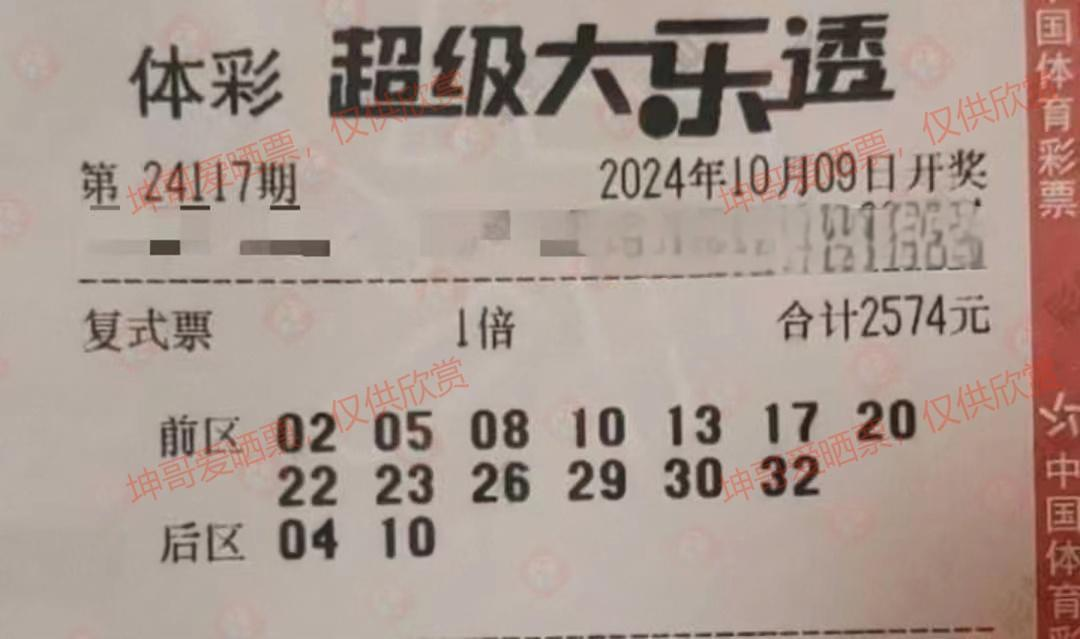 体彩 超级大乐透
第 24117期 2024年10月09日开奖
复式票 1倍 合计2574元
前区 02 05 08 10 13 17 20
22 23 26 29 30 32
后区 04 10
坤哥爱晒票，仅供欣赏
坤哥爱晒票，仅供欣赏
坤哥爱晒票，仅供欣赏
坤哥爱晒票，仅供欣赏
中国体育彩票
中国体育彩